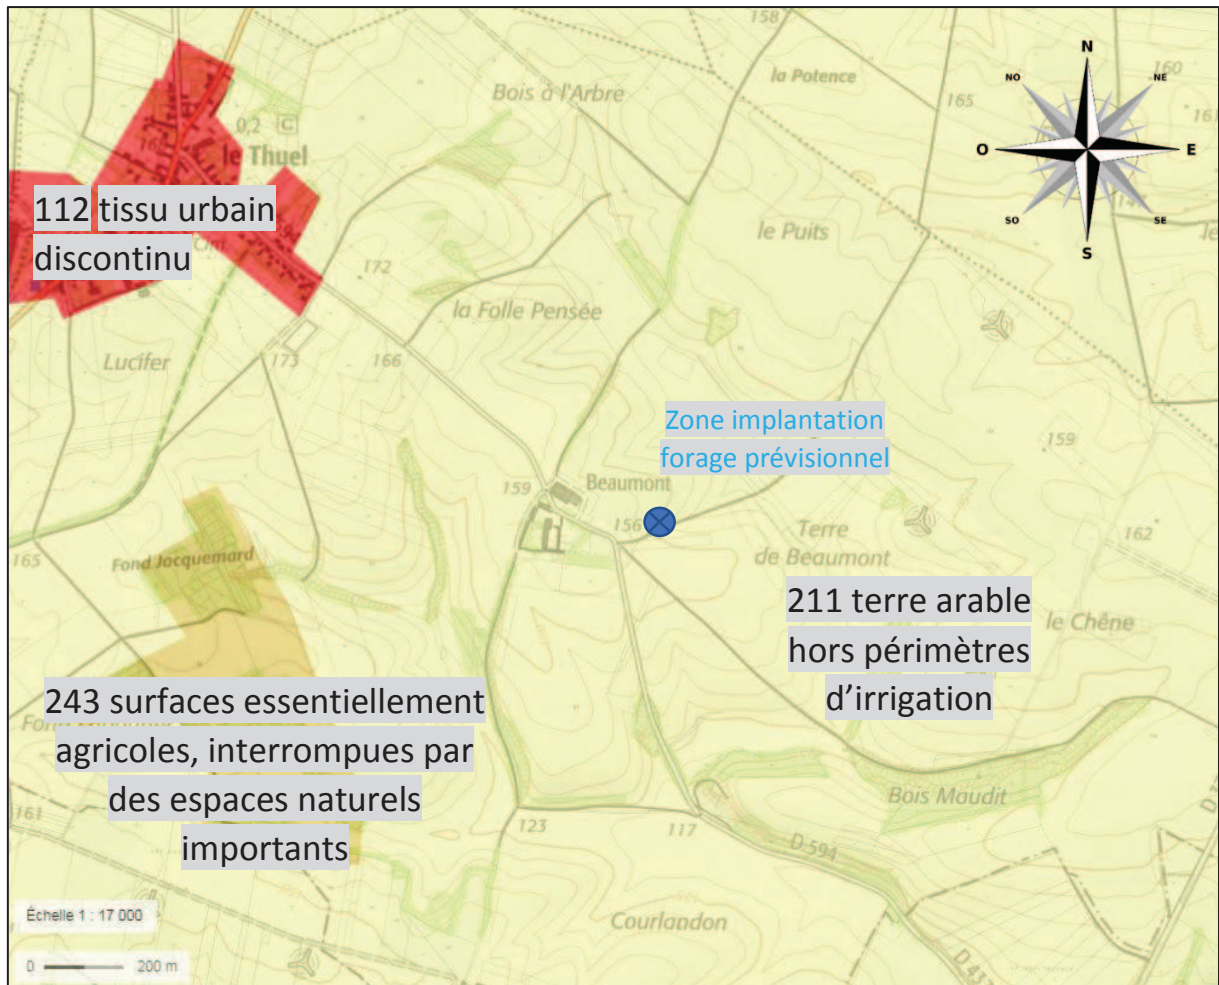 158
N
la Potence
NO
NE
160
Bois à l'Arbre
165
161
0,2 C
168
le Thuel
O
E
112 tissu urbain
discontinu
SO
SE
le Puits
S
172
la Folle Pensée
Lucifer
173
166
Zone implantation
forage prévisionnel
159
159
Beaumont
156
Terre
de Beaumont
162
165
Fond Jacquemard
211 terre arable
hors périmètres
d’irrigation
le Chêne
243 surfaces essentiellement
agricoles, interrompues par
des espaces naturels
importants
161
Bois Maudit
123
117
D 594
Échelle 1 : 17 000
Courlandon
0
200 m